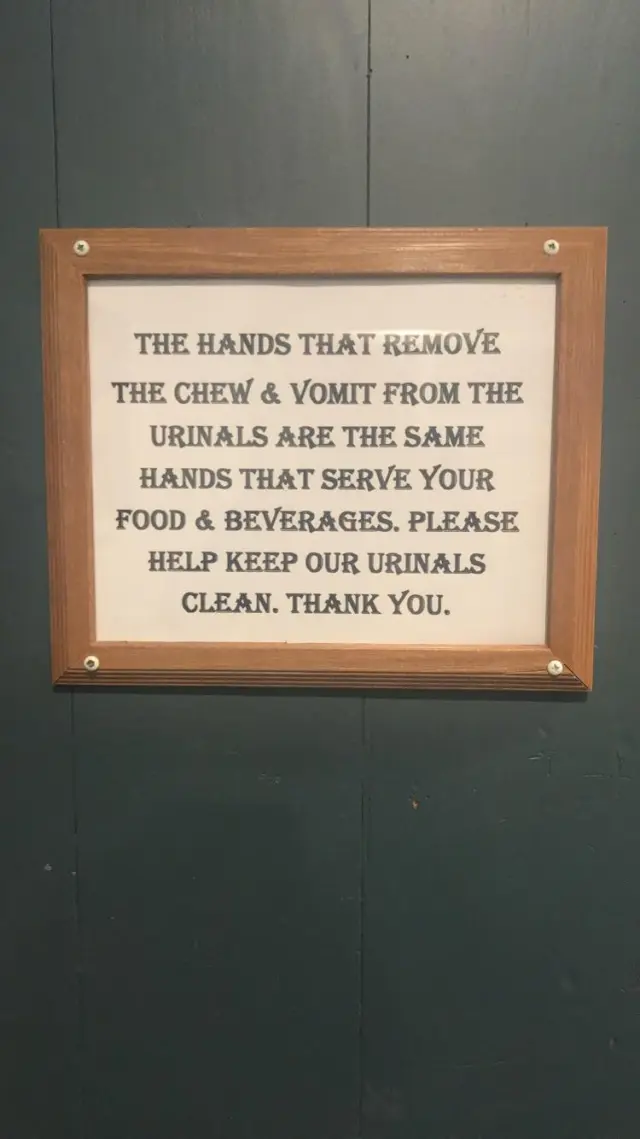 THE HANDS THAT REMOVE
THE CHEW & VOMIT FROM THE
URINALS ARE THE SAME
HANDS THAT SERVE YOUR
FOOD & BEVERAGES. PLEASE
HELP KEEP OUR URINALS
CLEAN. THANK YOU.